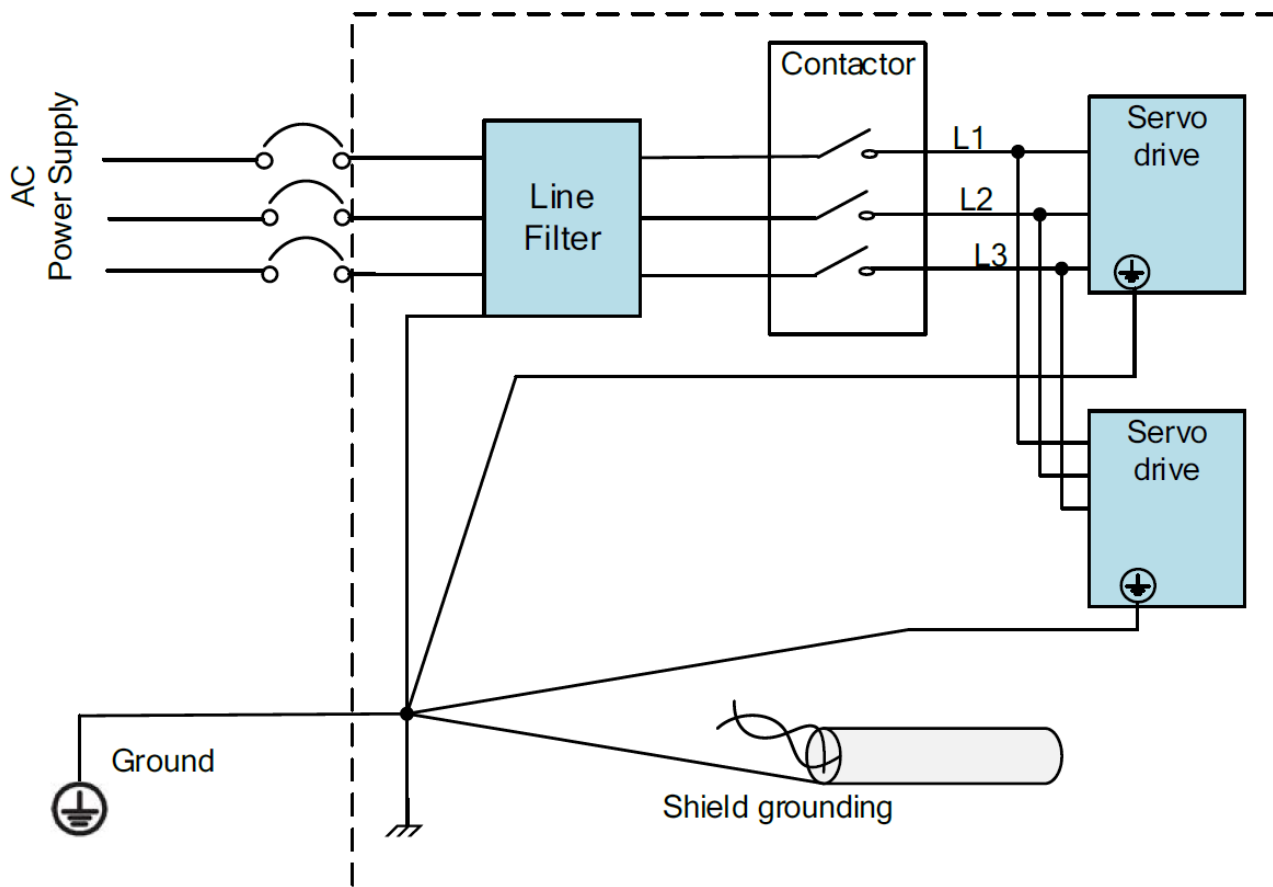 AC
Power Supply
Line
Filter
Contactor
L1
L2
L3
Servo
drive
Servo
drive
Ground
Shield grounding